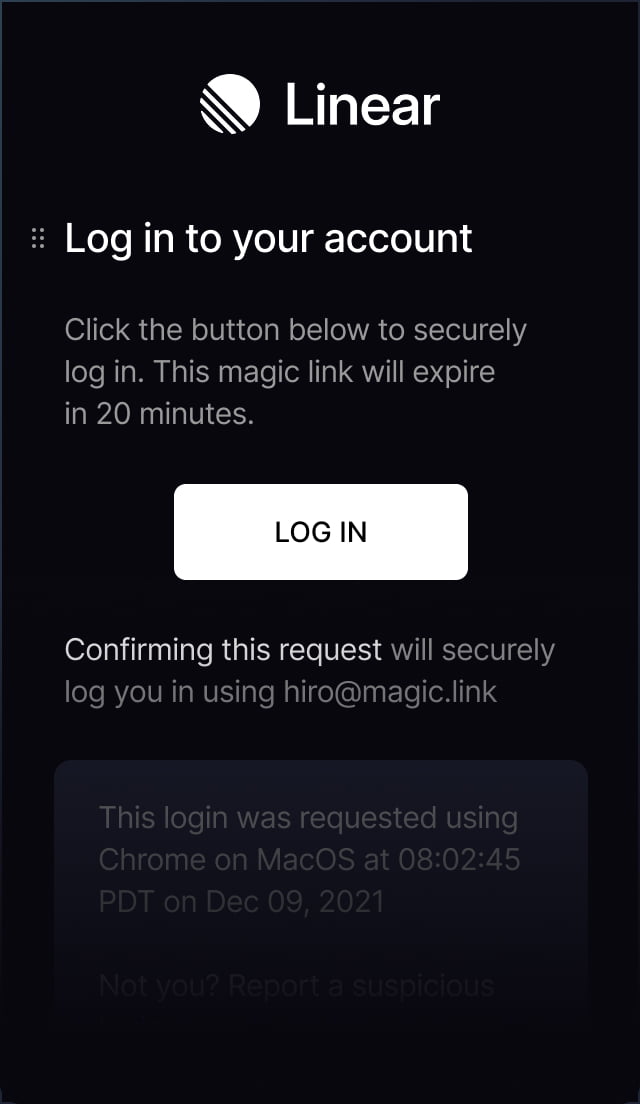 Linear
Log in to your account
Click the button below to securely
log in. This magic link will expire
in 20 minutes.
LOG IN
Confirming this request will securely
log you in using hiro@magic.link
This login was requested using
Chrome on MacOS at 08:02:45
PDT on Dec 09, 2021
Not you? Report a suspicious